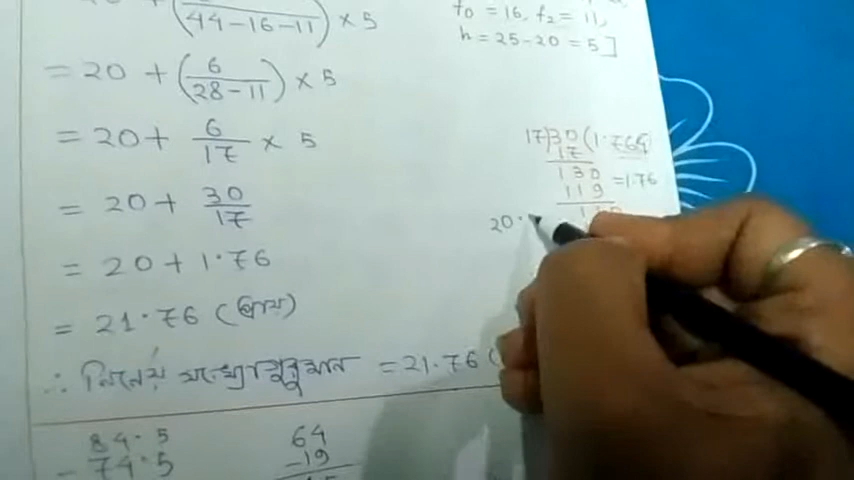 44-16-11) × 5
= 20 + (6/28-11) × 5
= 20 + 6/17 × 5
= 20 + 30/17
= 20 + 1.76
= 21.76 (প্রায়)
∴ নির্ণেয় = 21.76 (
84.5
- 74.5
64
-19
f₀ = 16, f₂ = 11,
h = 25-20 = 5]
17)30(1.764
17
130
119
=1.76
20.